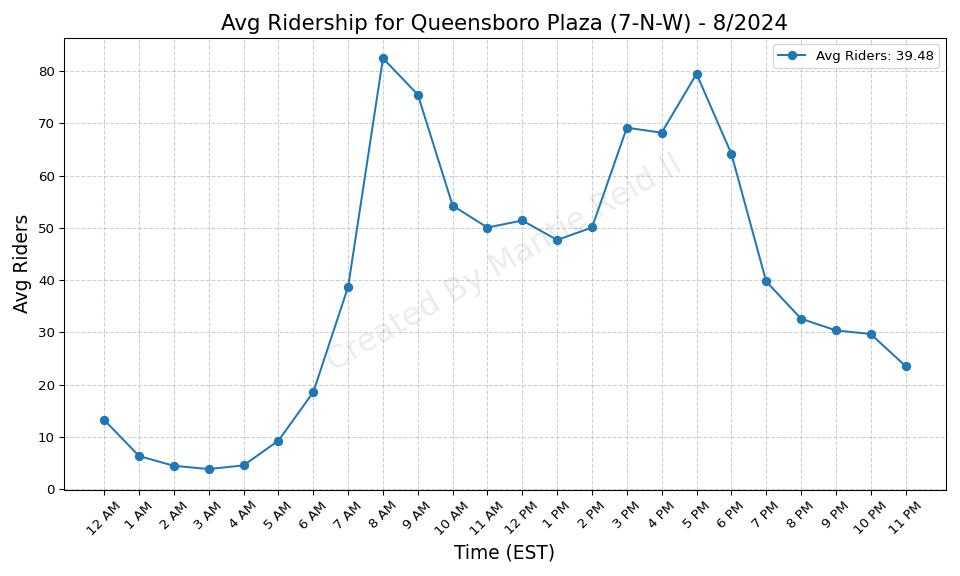 Avg Ridership for Queensboro Plaza (7-N-W) - 8/2024
Avg Riders: 39.48
Avg Riders
80
70
60
50
40
30
20
10
0
Created By Mantie Reid II
12 AM
1 AM
2 AM
3 AM
4 AM
5 AM
6 AM
7 AM
8 AM
9 AM
10 AM
11 AM
12 PM
1 PM
2 PM
3 PM
4 PM
5 PM
6 PM
7 PM
8 PM
9 PM
10 PM
11 PM
Time (EST)